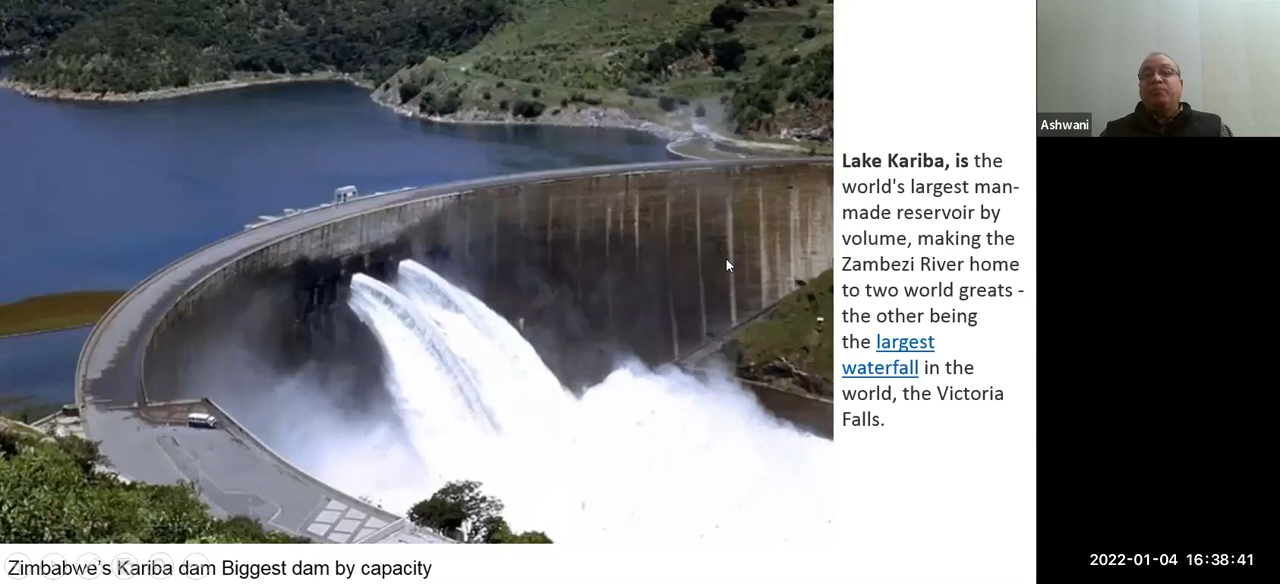 Lake Kariba, is the
world's largest man-
made reservoir by
volume, making the
Zambezi River home
to two world greats -
the other being
the largest
waterfall in the
world, the Victoria
Falls.
Zimbabwe's Kariba dam Biggest dam by capacity
Ashwani
2022-01-04 16:38:41